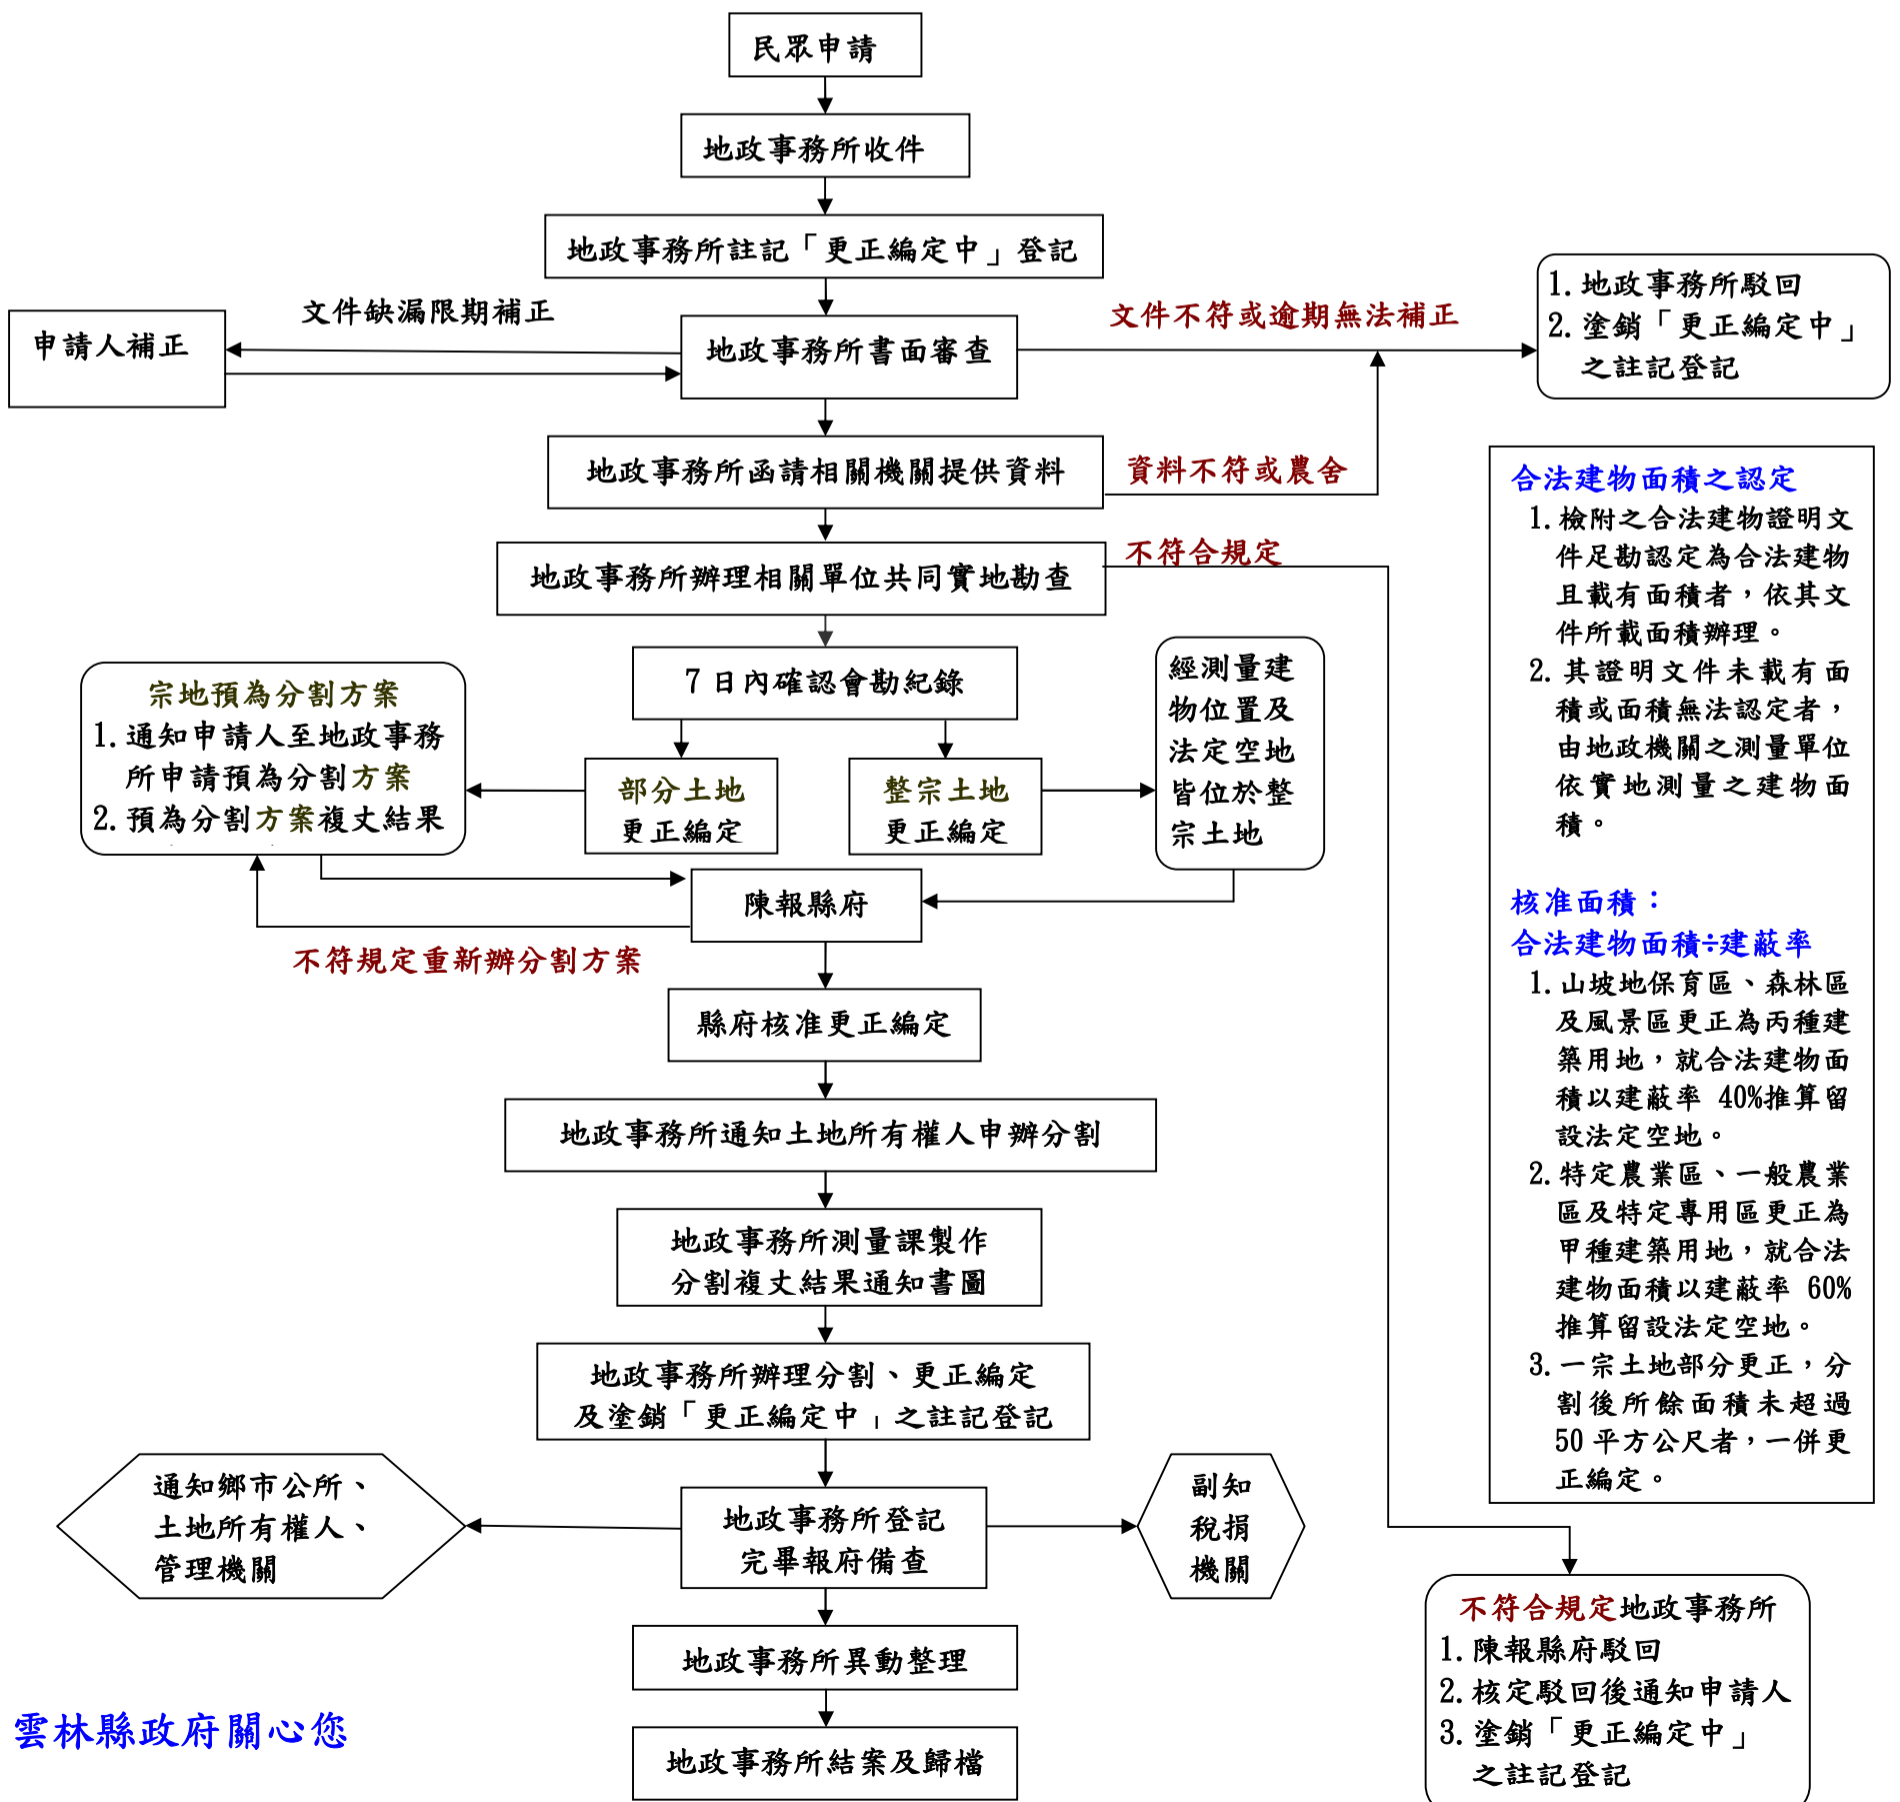 民眾申請
地政事務所收件
地政事務所註記「更正編定中」登記
文件缺漏限期補正
申請人補正
地政事務所書面審查
文件不符或逾期無法補正
1.地政事務所駁回
2.塗銷「更正編定中」
之註記登記
地政事務所函請相關機關提供資料
資料不符或農舍
地政事務所辦理相關單位共同實地勘查
不符合規定
7日內確認會勘紀錄
宗地預為分割方案
1.通知申請人至地政事務
所申請預為分割方案
2.預為分割方案複丈結果
部分土地
更正編定
整宗土地
更正編定
經測量建
物位置及
法定空地
皆位於整
宗土地
陳報縣府
不符規定重新辦分割方案
縣府核准更正編定
地政事務所通知土地所有權人申辦分割
地政事務所測量課製作
分割複丈結果通知書圖
地政事務所辦理分割、更正編定
及塗銷「更正編定中」之註記登記
通知鄉市公所、
土地所有權人、
管理機關
地政事務所登記
完畢報府備查
副知
稅捐
機關
地政事務所異動整理
地政事務所結案及歸檔
合法建物面積之認定
1.檢附之合法建物證明文
件足勘認定為合法建物
且載有面積者，依其文
件所載面積辦理。
2.其證明文件未載有面
積或面積無法認定者，
由地政機關之測量單位
依實地測量之建物面
積。
核准面積：
合法建物面積÷建蔽率
1.山坡地保育區、森林區
及風景區更正為丙種建
築用地，就合法建物面
積以建蔽率 40%推算留
設法定空地。
2.特定農業區、一般農業
區及特定專用區更正為
甲種建築用地，就合法
建物面積以建蔽率 60%
推算留設法定空地。
3.一宗土地部分更正，分
割後所餘面積未超過
50平方公尺者，一併更
正編定。
不符合規定地政事務所
1.陳報縣府駁回
2.核定駁回後通知申請人
3.塗銷「更正編定中」
之註記登記
雲林縣政府關心您